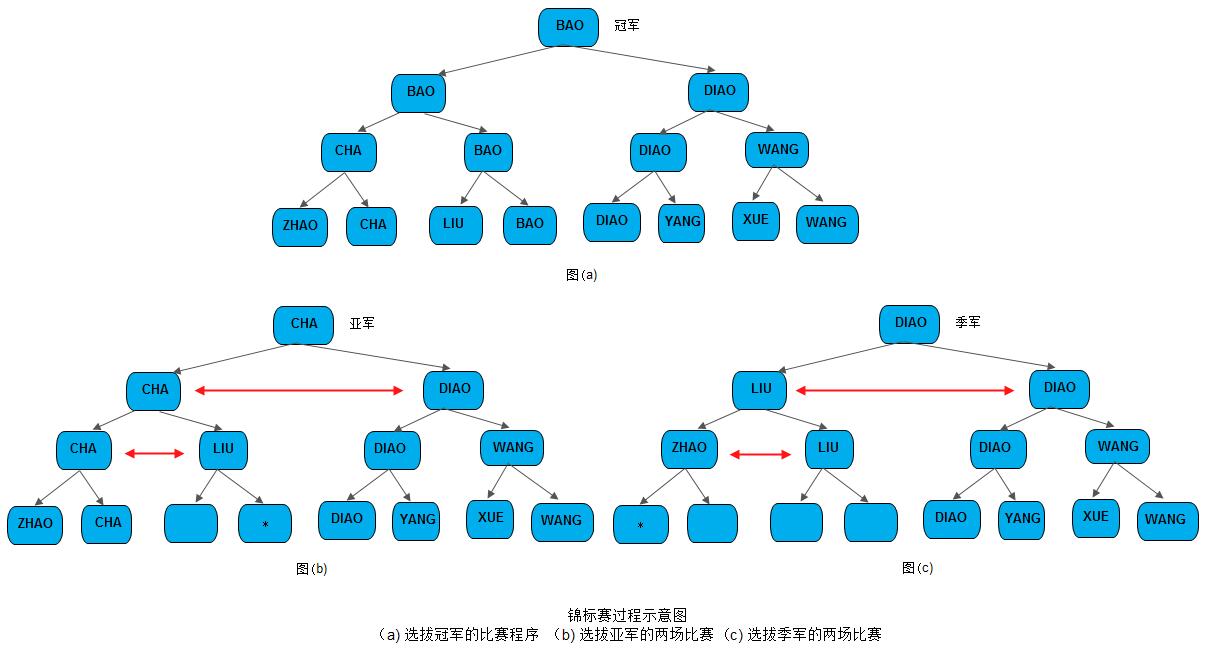 BAO 冠军
BAO DIAO
CHA BAO DIAO WANG
ZHAO CHA LIU BAO DIAO YANG XUE WANG
图(a)
CHA 亚军
CHA DIAO
CHA LIU DIAO WANG
ZHAO CHA * DIAO YANG XUE WANG
图(b)
DIAO 季军
LIU DIAO
ZHAO LIU DIAO WANG
* DIAO YANG XUE WANG
图(c)
锦标赛过程示意图
（a) 选拔冠军的比赛程序 （b) 选拔亚军的两场比赛 (c) 选拔季军的两场比赛